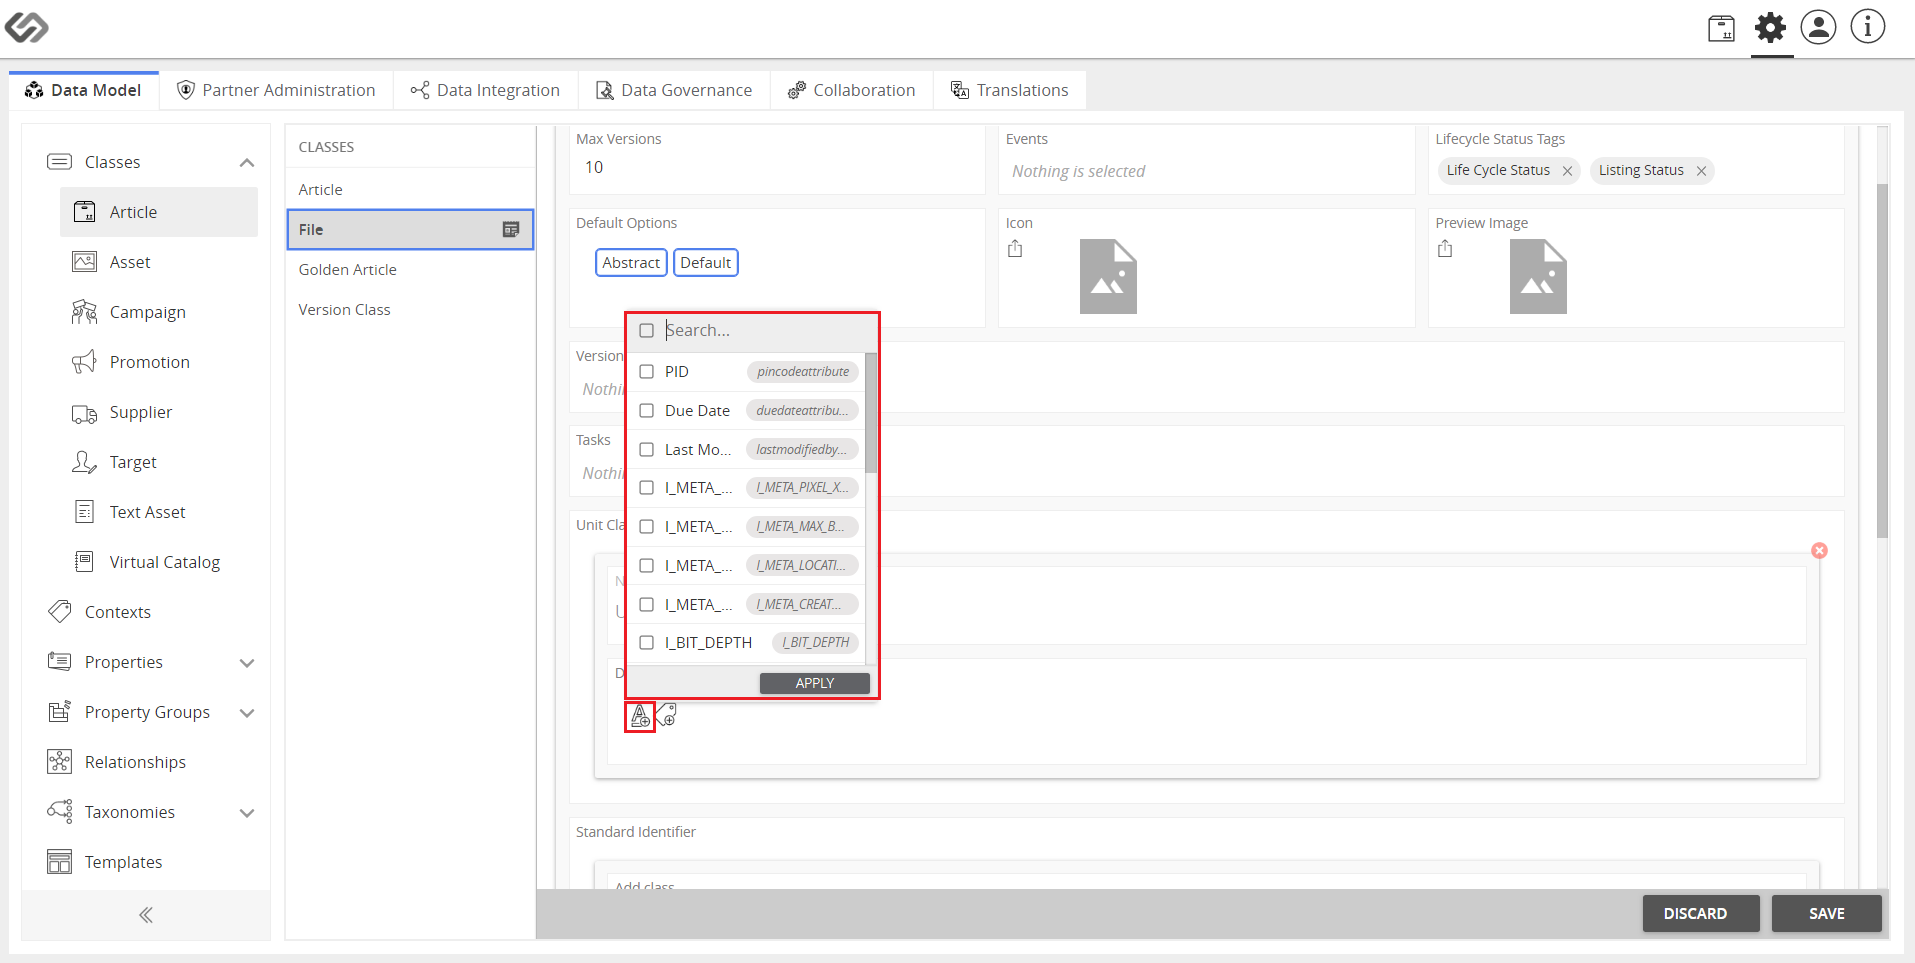 Data Model
Partner Administration
Data Integration
Data Governance
Collaboration
Translations
Classes
Article
Asset
Campaign
Promotion
Supplier
Target
Text Asset
Virtual Catalog
Contexts
Properties
Property Groups
Relationships
Taxonomies
Templates
CLASSES
Article
File
Golden Article
Version Class
Max Versions
10
Events
Nothing is selected
Lifecycle Status Tags
Life Cycle Status
Listing Status
Default Options
Abstract Default
Icon
Preview Image
Version
Nothi
Tasks
Nothi
Unit Cla
N
U
D
Search...
PID pincodeattribute
Due Date duedateattribu...
Last Mo... lastmodifiedby...
I_META_... I_META_PIXEL_X...
I_META_... I_META_MAX_B...
I_META_... I_META_LOCATI...
I_META_... I_META_CREAT...
I_BIT_DEPTH I_BIT_DEPTH
APPLY
Standard Identifier
Add class
DISCARD
SAVE